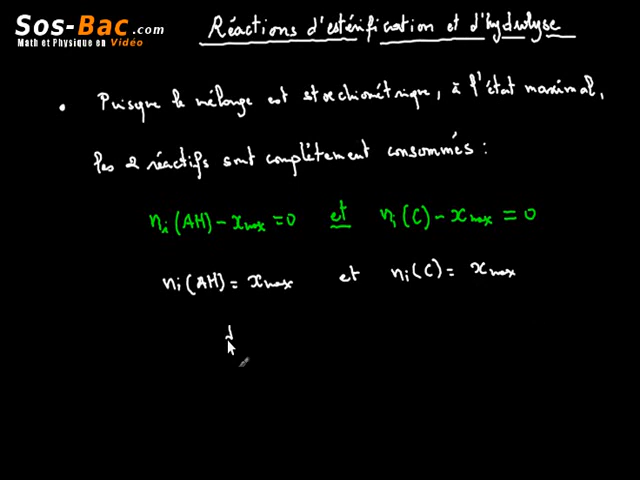 Sos-Bac.com
Math et Physique en Vidéo
Réactions d'estérification et d'hydrolyse
• Puisque le mélange est stœchiométrique, à l'état maximal,
les 2 réactifs sont complètement consommés :
ni(AH) - xmax = 0 et ni(C) - xmax = 0
ni(AH) = xmax et ni(C) = xmax